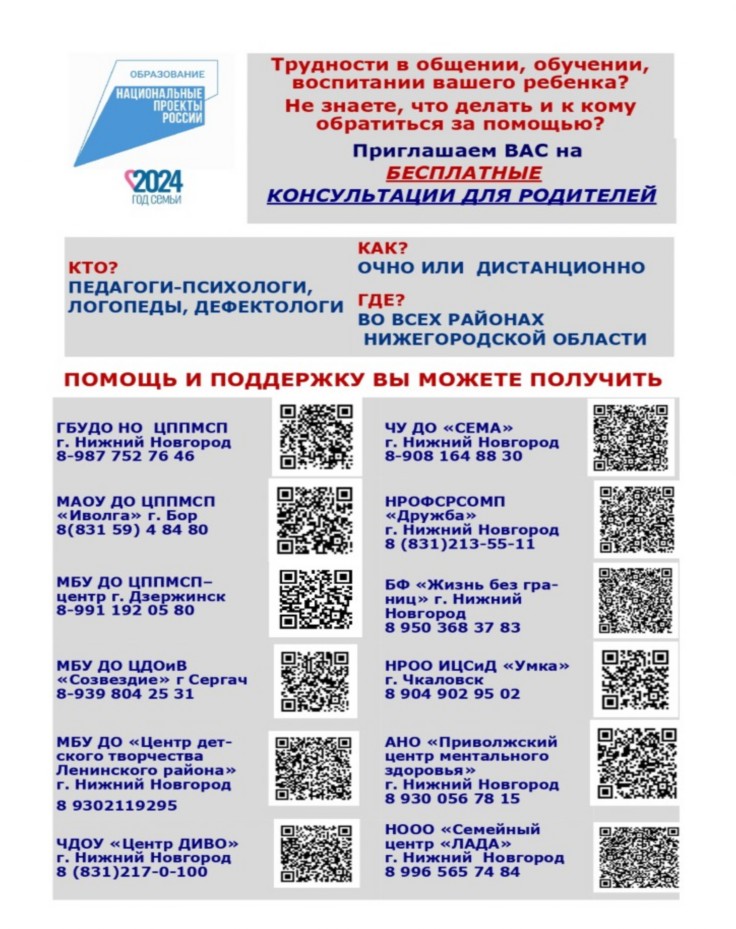 ОБРАЗОВАНИЕ
НАЦИОНАЛЬНЫЕ
ПРОЕКТЫ
РОССИИ
2024
ГОД СЕМЬИ
Трудности в общении, обучении,
воспитании вашего ребенка?
Не знаете, что делать и к кому
обратиться за помощью?
Приглашаем ВАС на
БЕСПЛАТНЫЕ
КОНСУЛЬТАЦИИ ДЛЯ РОДИТЕЛЕЙ
КТО?
ПЕДАГОГИ-ПСИХОЛОГИ,
ЛОГОПЕДЫ, ДЕФЕКТОЛОГИ
КАК?
ОЧНО ИЛИ ДИСТАНЦИОННО
ГДЕ?
ВО ВСЕХ РАЙОНАХ
НИЖЕГОРОДСКОЙ ОБЛАСТИ
ПОМОЩЬ И ПОДДЕРЖКУ ВЫ МОЖЕТЕ ПОЛУЧИТЬ
ГБУДО НО ЦППМСП
г. Нижний Новгород
8-987 752 76 46
ЧУ ДО «СЕМА»
г. Нижний Новгород
8-908 164 88 30
МАОУ ДО ЦППМСП
«Иволга» г. Бор
8(831 59) 4 84 80
НРОФСРСОМП
«Дружба»
г. Нижний Новгород
8 (831)213-55-11
МБУ ДО ЦППМСП–
центр г. Дзержинск
8-991 192 05 80
БФ «Жизнь без гра-
ниц» г. Нижний
Новгород
8 950 368 37 83
МБУ ДО ЦДОиВ
«Созвездие» г Сергач
8-939 804 25 31
НРОО ИЦСиД «Умка»
г. Чкаловск
8 904 902 95 02
МБУ ДО «Центр дет-
ского творчества
Ленинского района»
г. Нижний Новгород
8 9302119295
АНО «Приволжский
центр ментального
здоровья»
г. Нижний Новгород
8 930 056 78 15
ЧДОУ «Центр ДИВО»
г. Нижний Новгород
8 (831)217-0-100
НООО «Семейный
центр «ЛАДА»
г. Нижний Новгород
8 996 565 74 84